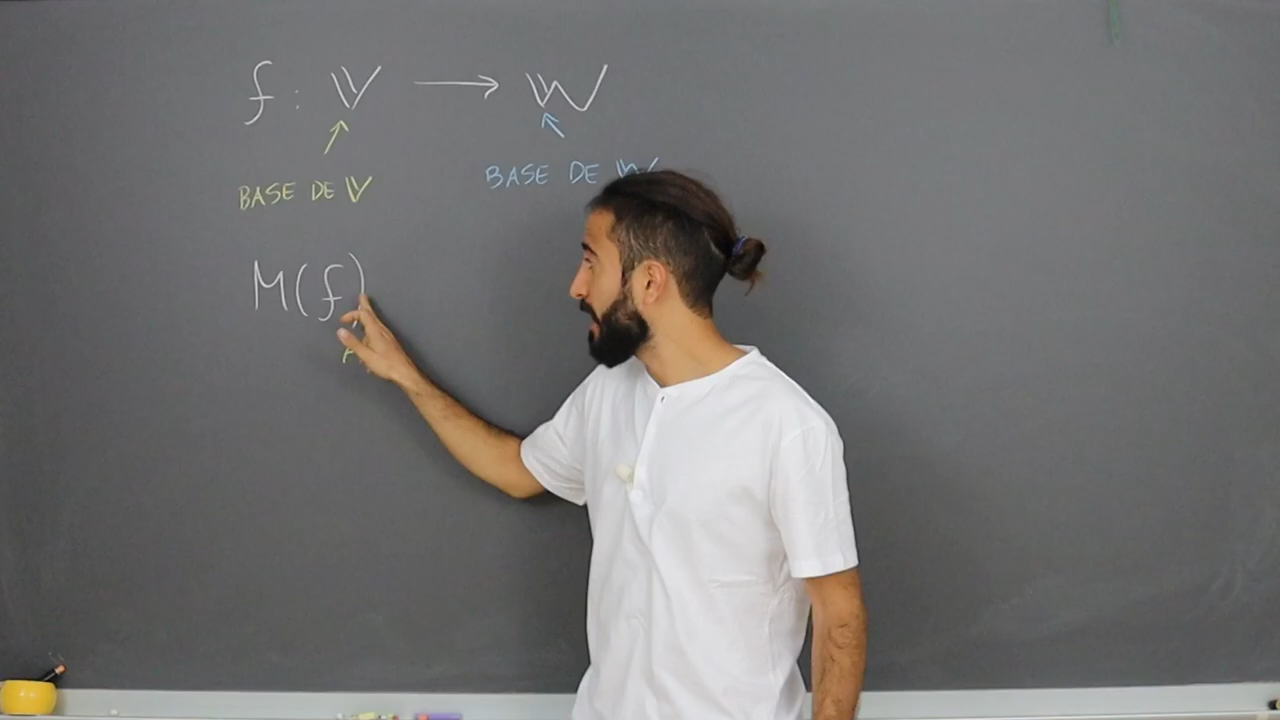 f: V → W
BASE DE V BASE DE W
M(f)